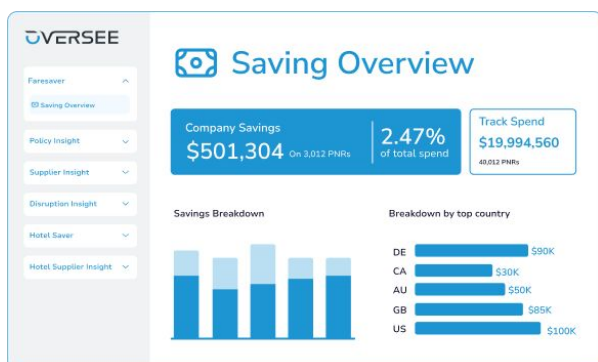 OVERSEE
Faresaver
Saving Overview
Policy Insight
Supplier Insight
Disruption Insight
Hotel Saver
Hotel Supplier Insight
Saving Overview
Company Savings
$501,304 On 3,012 PNRs
2.47%
of total spend
Track Spend
$19,994,560
40,012 PNRs
Savings Breakdown
Breakdown by top country
DE $90K
CA $30K
AU $50K
GB $85K
US $100K